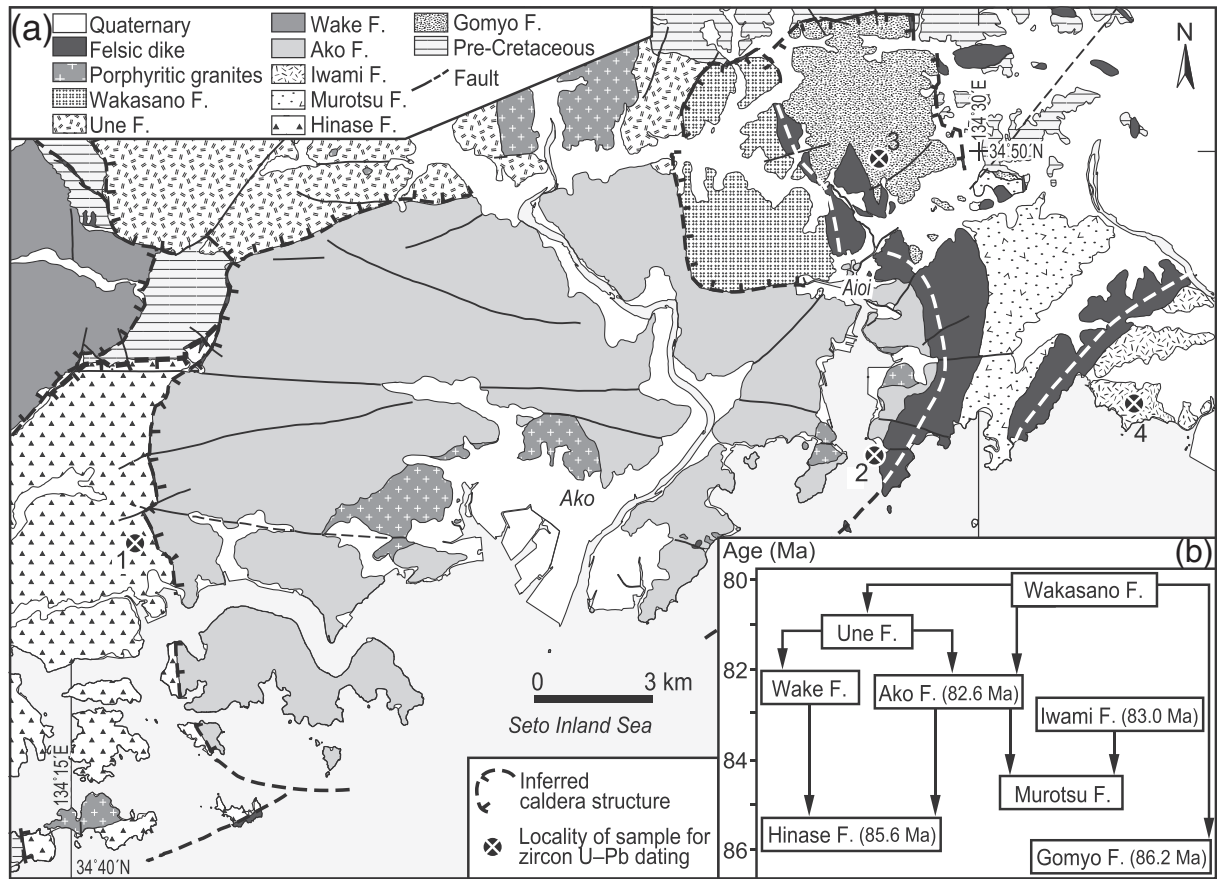 (a)
Quaternary
Felsic dike
Porphyritic granites
Wakasano F.
Une F.
Wake F.
Ako F.
Iwami F.
Murotsu F.
Hinase F.
Gomyo F.
Pre-Cretaceous
Fault
N
134°30´E
34°50´N
3
Aioi
4
2
Ako
1
0 3 km
Seto Inland Sea
134°15´E
34°40´N
Inferred
caldera structure
Locality of sample for
zircon U–Pb dating
(b)
Age (Ma)
80
82
84
86
Wakasano F.
Une F.
Wake F.
Ako F. (82.6 Ma)
Iwami F. (83.0 Ma)
Murotsu F.
Hinase F. (85.6 Ma)
Gomyo F. (86.2 Ma)